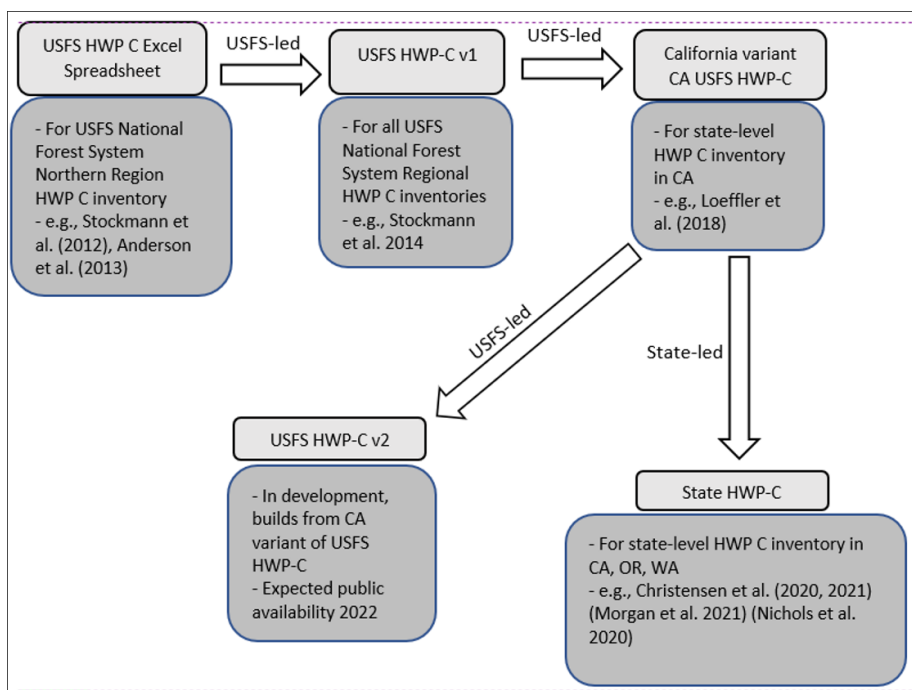 USFS HWP C Excel
Spreadsheet
USFS-led
USFS HWP-C v1
USFS-led
California variant
CA USFS HWP-C
- For USFS National
Forest System
Northern Region
HWP C inventory
- e.g., Stockmann et
al. (2012), Anderson
et al. (2013)
- For all USFS
National Forest
System Regional
HWP C inventories
- e.g., Stockmann
et al. 2014
- For state-level
HWP C inventory
in CA
- e.g., Loeffler et
al. (2018)
USFS-led
State-led
USFS HWP-C v2
- In development,
builds from CA
variant of USFS
HWP-C
- Expected public
availability 2022
State HWP-C
- For state-level HWP C inventory in
CA, OR, WA
- e.g., Christensen et al. (2020, 2021)
(Morgan et al. 2021) (Nichols et al.
2020)